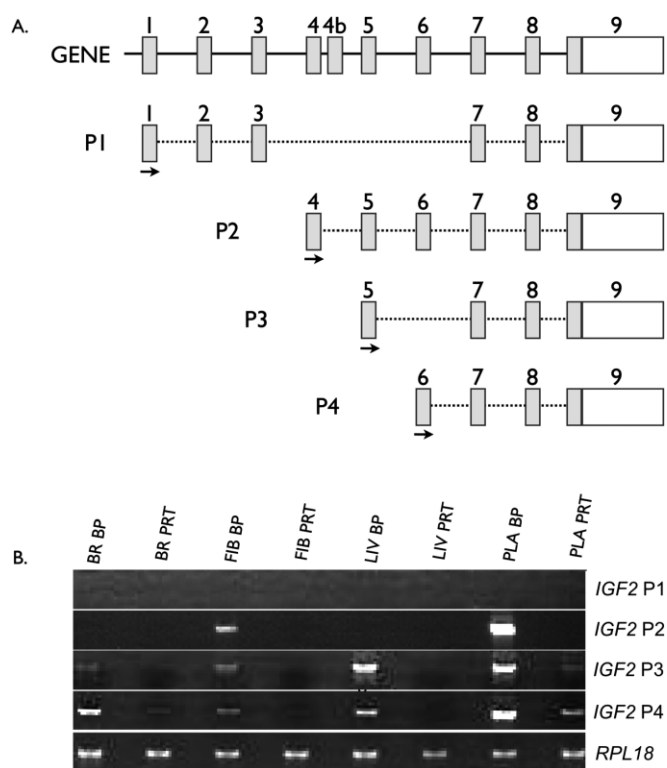 A.
1 2 3 4 4b 5 6 7 8 9
GENE
1 2 3 7 8 9
P1
4 5 6 7 8 9
P2
5 7 8 9
P3
6 7 8 9
P4
B.
BR BP BR PRT FIB BP FIB PRT LIV BP LIV PRT PLA BP PLA PRT
IGF2 P1
IGF2 P2
IGF2 P3
IGF2 P4
RPL18